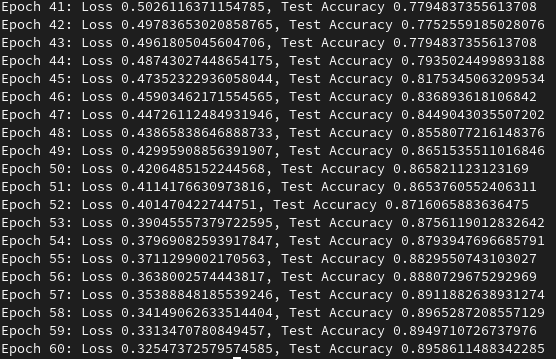 Epoch 41: Loss 0.5026116371154785, Test Accuracy 0.7794837355613708
Epoch 42: Loss 0.49783653020858765, Test Accuracy 0.7752559185028076
Epoch 43: Loss 0.4961805045604706, Test Accuracy 0.7794837355613708
Epoch 44: Loss 0.48743027448654175, Test Accuracy 0.7935024499893188
Epoch 45: Loss 0.47352322936058044, Test Accuracy 0.8175345063209534
Epoch 46: Loss 0.45903462171554565, Test Accuracy 0.836893618106842
Epoch 47: Loss 0.44726112484931946, Test Accuracy 0.8449043035507202
Epoch 48: Loss 0.43865838646888733, Test Accuracy 0.8558077216148376
Epoch 49: Loss 0.42995908856391907, Test Accuracy 0.8651535511016846
Epoch 50: Loss 0.4206485152244568, Test Accuracy 0.865821123123169
Epoch 51: Loss 0.4114176630973816, Test Accuracy 0.8653760552406311
Epoch 52: Loss 0.401470422744751, Test Accuracy 0.8716065883636475
Epoch 53: Loss 0.39045557379722595, Test Accuracy 0.8756119012832642
Epoch 54: Loss 0.37969082593917847, Test Accuracy 0.8793947696685791
Epoch 55: Loss 0.3711299002170563, Test Accuracy 0.8829550743103027
Epoch 56: Loss 0.3638002574443817, Test Accuracy 0.8880729675292969
Epoch 57: Loss 0.35388848185539246, Test Accuracy 0.8911882638931274
Epoch 58: Loss 0.34149062633514404, Test Accuracy 0.8965287208557129
Epoch 59: Loss 0.3313470780849457, Test Accuracy 0.8949710726737976
Epoch 60: Loss 0.32547372579574585, Test Accuracy 0.8958611488342285